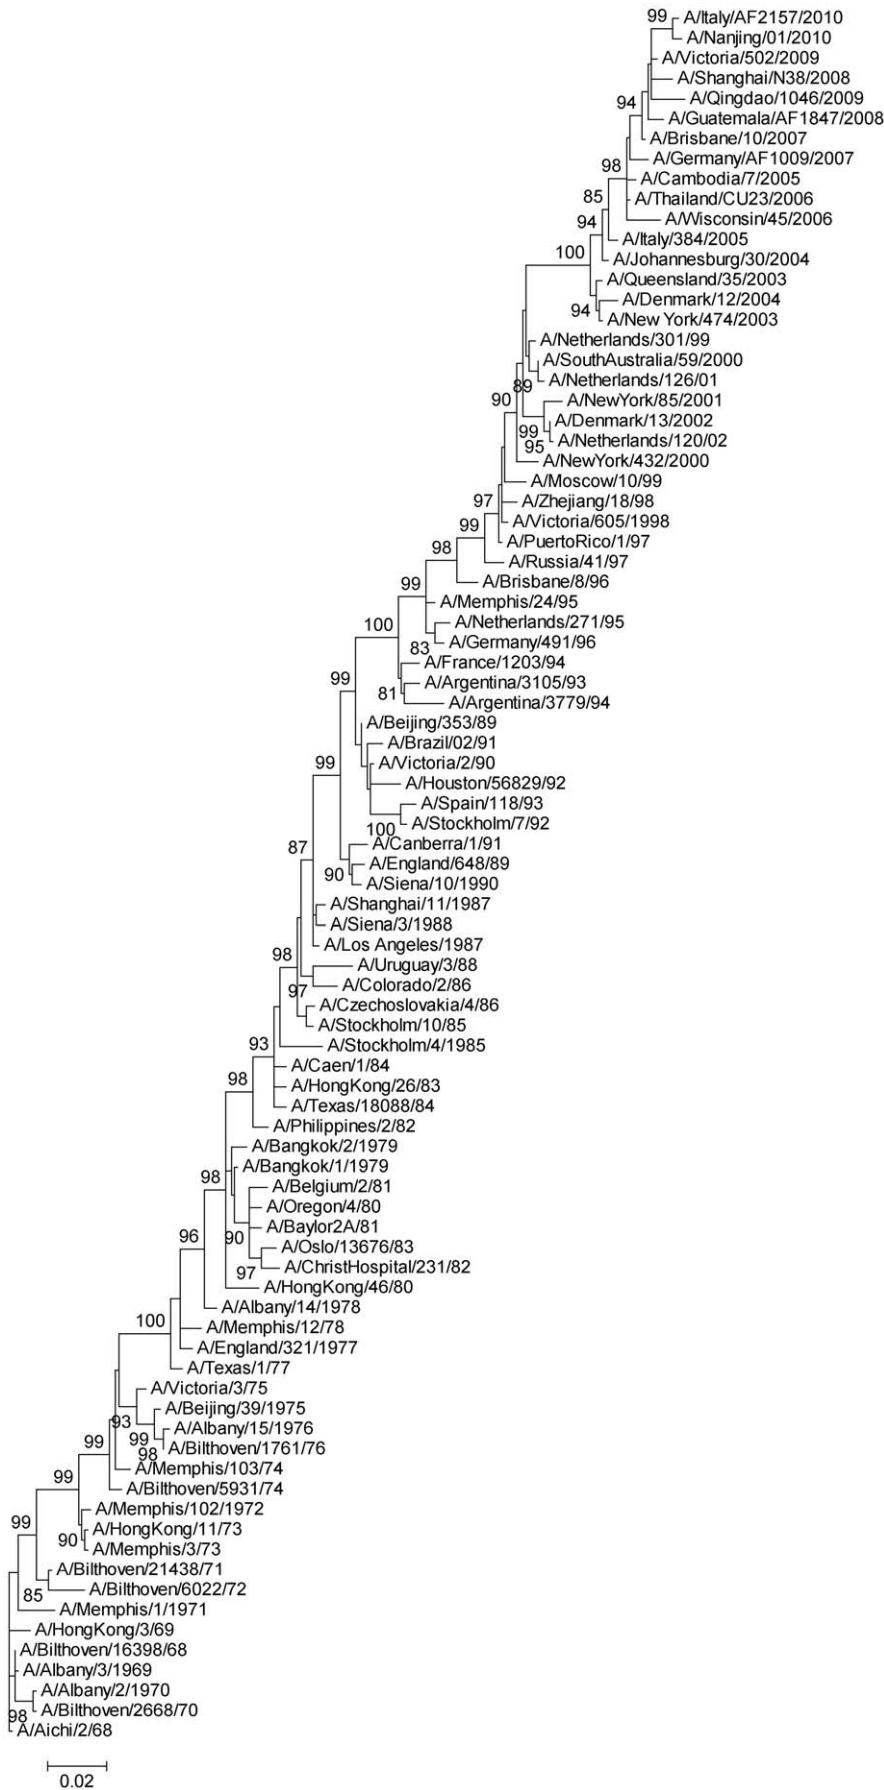 99 A/Italy/AF2157/2010
A/Nanjing/01/2010
A/Victoria/502/2009
A/Shanghai/N38/2008
A/Qingdao/1046/2009
94
A/Guatemala/AF1847/2008
A/Brisbane/10/2007
A/Germany/AF1009/2007
98
A/Cambodia/7/2005
85
A/Thailand/CU23/2006
A/Wisconsin/45/2006
94
A/Italy/384/2005
100
A/Johannesburg/30/2004
A/Queensland/35/2003
A/Denmark/12/2004
94
A/New York/474/2003
A/Netherlands/301/99
A/SouthAustralia/59/2000
A/Netherlands/126/01
89
90
A/NewYork/85/2001
A/Denmark/13/2002
99
A/Netherlands/120/02
95
A/NewYork/432/2000
A/Moscow/10/99
97
A/Zhejiang/18/98
A/Victoria/605/1998
99
A/PuertoRico/1/97
98
A/Russia/41/97
99
A/Brisbane/8/96
A/Memphis/24/95
100
A/Netherlands/271/95
A/Germany/491/96
83
A/France/1203/94
99
A/Argentina/3105/93
81
A/Argentina/3779/94
A/Beijing/353/89
A/Brazil/02/91
99
A/Victoria/2/90
A/Houston/56829/92
A/Spain/118/93
A/Stockholm/7/92
100
87
A/Canberra/1/91
A/England/648/89
90
A/Siena/10/1990
A/Shanghai/11/1987
A/Siena/3/1988
A/Los Angeles/1987
98
A/Uruguay/3/88
A/Colorado/2/86
97
A/Czechoslovakia/4/86
A/Stockholm/10/85
93
A/Stockholm/4/1985
A/Caen/1/84
98
A/HongKong/26/83
A/Texas/18088/84
A/Philippines/2/82
A/Bangkok/2/1979
A/Bangkok/1/1979
98
A/Belgium/2/81
A/Oregon/4/80
A/Baylor2A/81
96
90
A/Oslo/13676/83
A/ChristHospital/231/82
97
A/HongKong/46/80
A/Albany/14/1978
100
A/Memphis/12/78
A/England/321/1977
A/Texas/1/77
A/Victoria/3/75
A/Beijing/39/1975
93
A/Albany/15/1976
99
99
A/Bilthoven/1761/76
98
A/Memphis/103/74
99
A/Bilthoven/5931/74
A/Memphis/102/1972
99
A/HongKong/11/73
90
A/Memphis/3/73
A/Bilthoven/21438/71
A/Bilthoven/6022/72
85
A/Memphis/1/1971
A/HongKong/3/69
A/Bilthoven/16398/68
A/Albany/3/1969
A/Albany/2/1970
A/Bilthoven/2668/70
98
A/Aichi/2/68
0.02